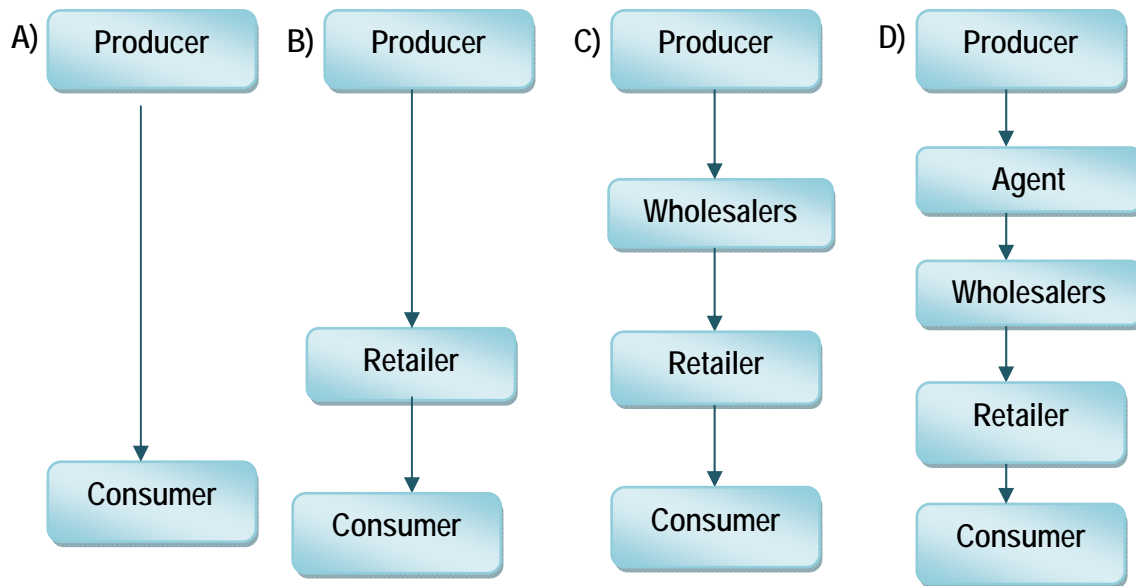 A)
Producer
Consumer
B)
Producer
Retailer
Consumer
C)
Producer
Wholesalers
Retailer
Consumer
D)
Producer
Agent
Wholesalers
Retailer
Consumer